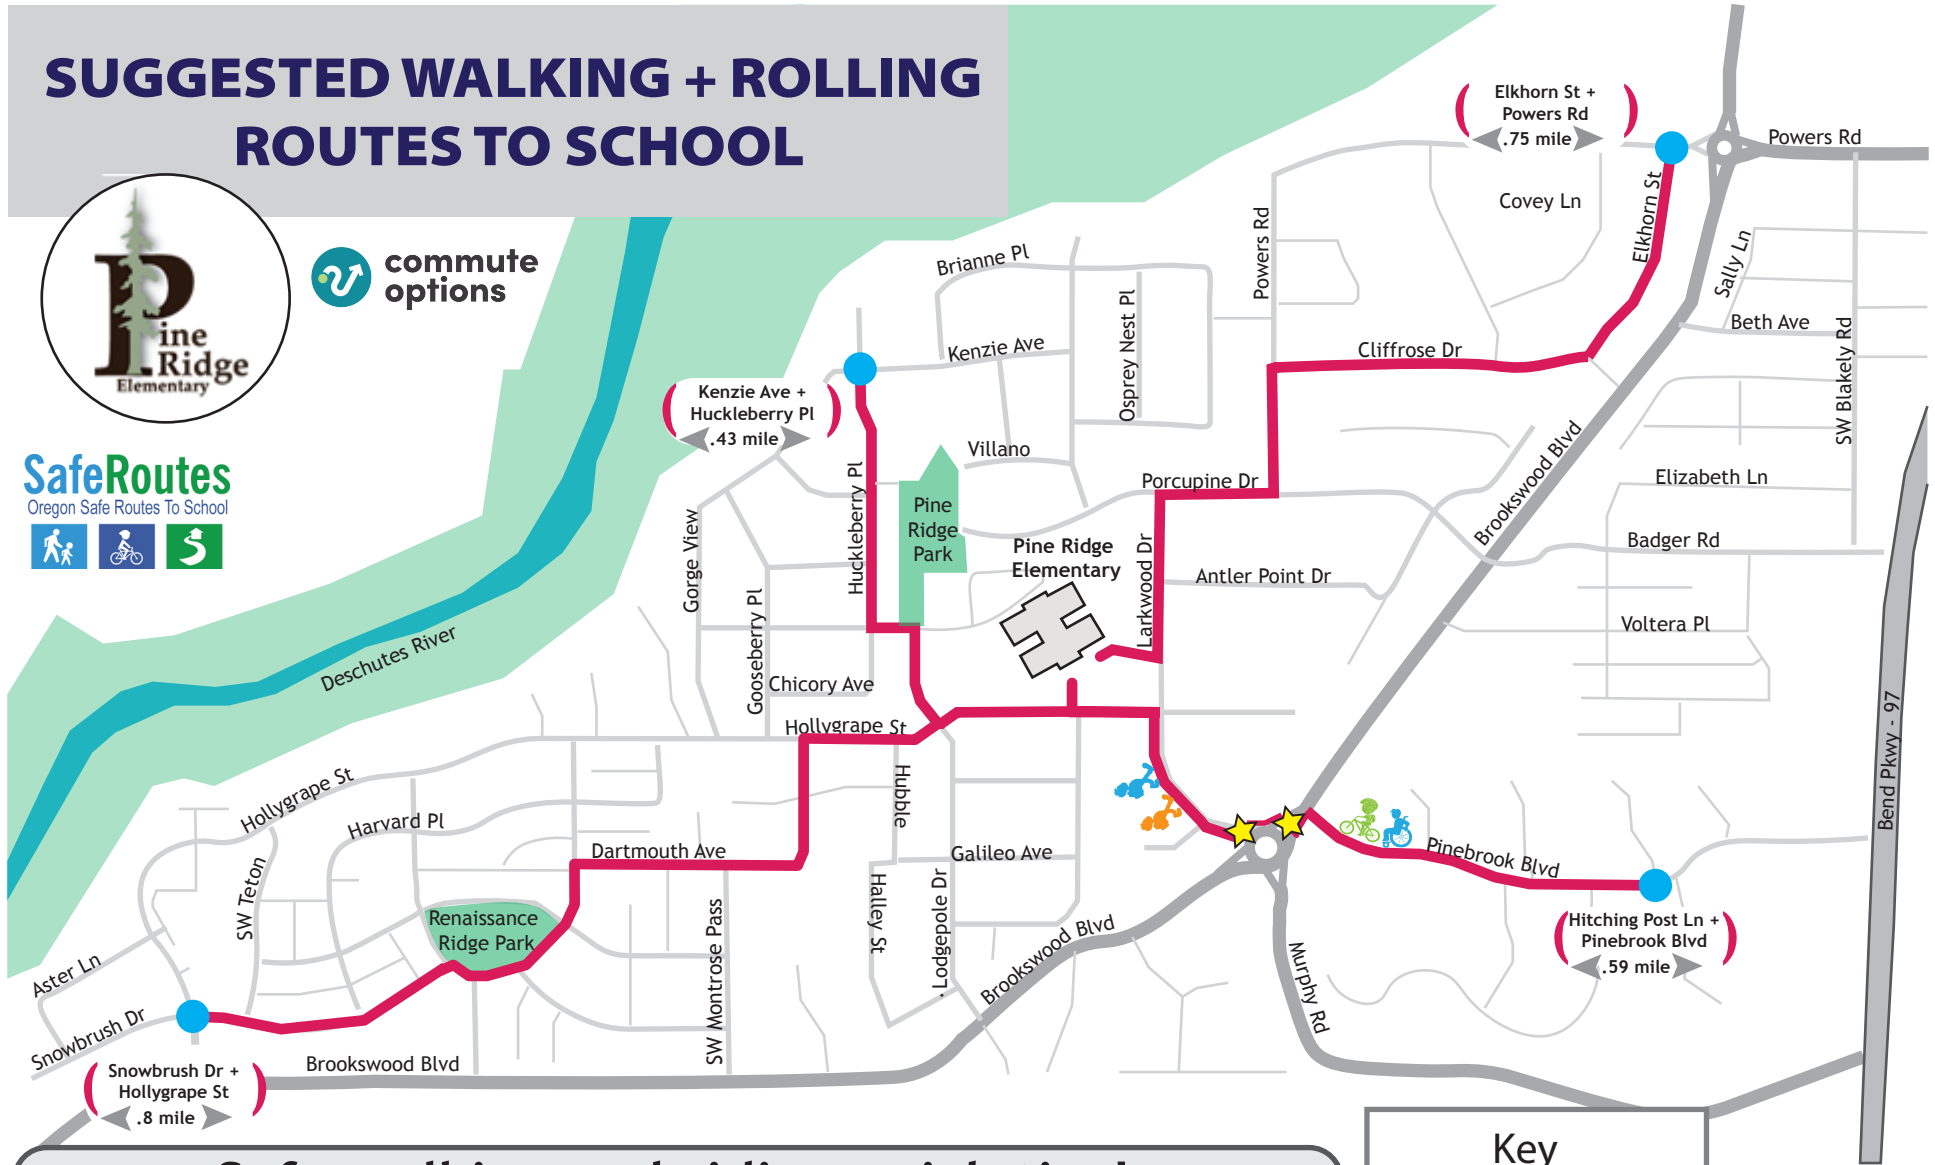 SUGGESTED WALKING + ROLLING
ROUTES TO SCHOOL
Pine
Ridge
Elementary
commute
options
SafeRoutes
Oregon Safe Routes To School
Elkhorn St +
Powers Rd
.75 mile
Powers Rd
Covey Ln
Elkhorn St
Sally Ln
Powers Rd
Brianne Pl
Osprey Nest Pl
Kenzie Ave
Beth Ave
SW Blakely Rd
Cliffrose Dr
Kenzie Ave +
Huckleberry Pl
.43 mile
Villano
Porcupine Dr
Brookswood Blvd
Elizabeth Ln
Huckleberry Pl
Pine
Ridge
Park
Gorge View
Pine Ridge
Elementary
Larkwood Dr
Badger Rd
Antler Point Dr
Voltera Pl
Gooseberry Pl
Deschutes River
Chicory Ave
Hollygrape St
Bend Pkwy - 97
Hollygrape St
Hubble
Harvard Pl
Dartmouth Ave
Galileo Ave
Pinebrook Blvd
SW Teton
Halley St
. Lodgepole Dr
Renaissance
Ridge Park
SW Montrose Pass
Brookswood Blvd
Murphy Rd
Hitching Post Ln +
Pinebrook Blvd
.59 mile
Aster Ln
Snowbrush Dr
Brookswood Blvd
Snowbrush Dr +
Hollygrape St
.8 mile
Key